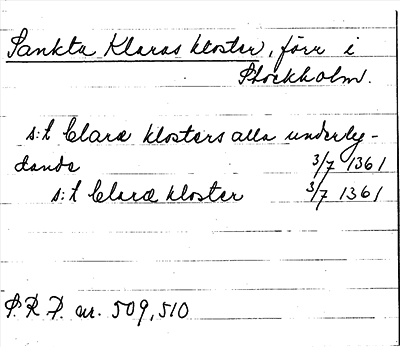 Sankta Klaras kloster, förr i
Stockholm.
s:t Claræ klosters alla underly-
dande 3/7 1361
s:t Claræ kloster 3/7 1361
S. R. P. nr. 509, 510